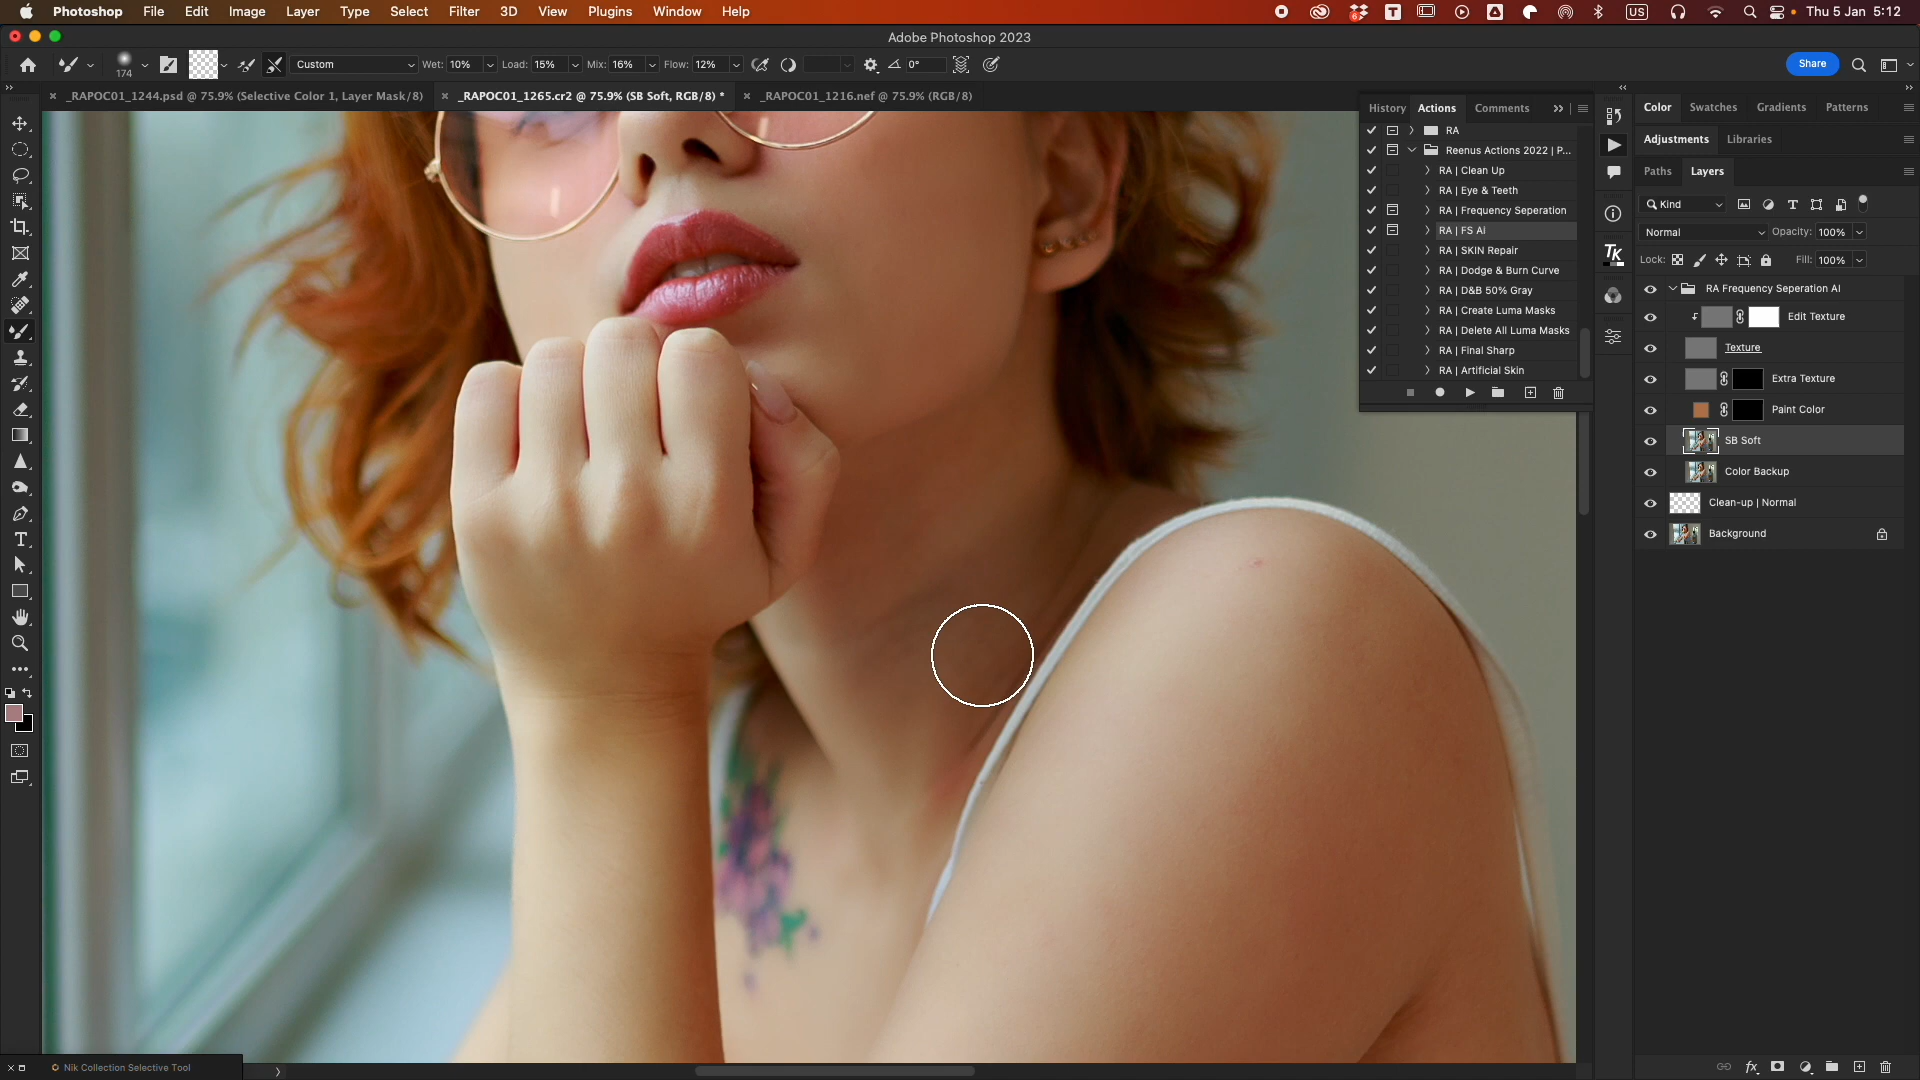 Photoshop File Edit Image Layer Type Select Filter 3D View Plugins Window Help 6 T US Thu 5 Jan 5:12
Adobe Photoshop 2023
174 Custom Wet: 10% Load: 15% Mix: 16% Flow: 12% 0° Share
_RAPOC01_1244.psd @ 75.9% (Selective Color 1, Layer Mask/8)
_RAPOC01_1265.cr2 @ 75.9% (SB Soft, RGB/8) *
_RAPOC01_1216.nef @ 75.9% (RGB/8)
History Actions Comments
RA
Reenus Actions 2022 | P...
RA | Clean Up
RA | Eye & Teeth
RA | Frequency Seperation
RA | FS AI
RA | SKIN Repair
RA | Dodge & Burn Curve
RA | D&B 50% Gray
RA | Create Luma Masks
RA | Delete All Luma Masks
RA | Final Sharp
RA | Artificial Skin
TK
Color Swatches Gradients Patterns
Adjustments Libraries
Paths Layers
Kind
Normal Opacity: 100%
Lock: Fill: 100%
RA Frequency Seperation AI
Edit Texture
Texture
Extra Texture
Paint Color
SB Soft
Color Backup
Clean-up | Normal
Background
fx
Nik Collection Selective Tool